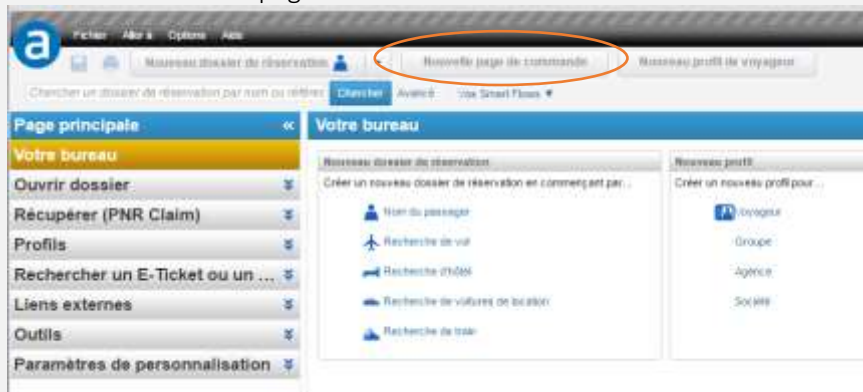 a
Fichier Aller à Options Aide
Nouveau dossier de réservation Nouvelle page de commande Nouveau profil de voyageur
Chercher un dossier de réservation par nom ou Chercher Avancé Vos Smart Flows
Page principale « Votre bureau
Votre bureau
Nouveau dossier de réservation Nouveau profil
Ouvrir dossier
Créer un nouveau dossier de réservation en commençant par... Créer un nouveau profil pour...
Récupérer (PNR Claim)
Nom du passager Voyageur
Profils
Recherche de vol Groupe
Rechercher un E-Ticket ou un ...
Recherche d'hôtel Agence
Liens externes
Recherche de voitures de location Société
Outils
Recherche de train
Paramètres de personnalisation